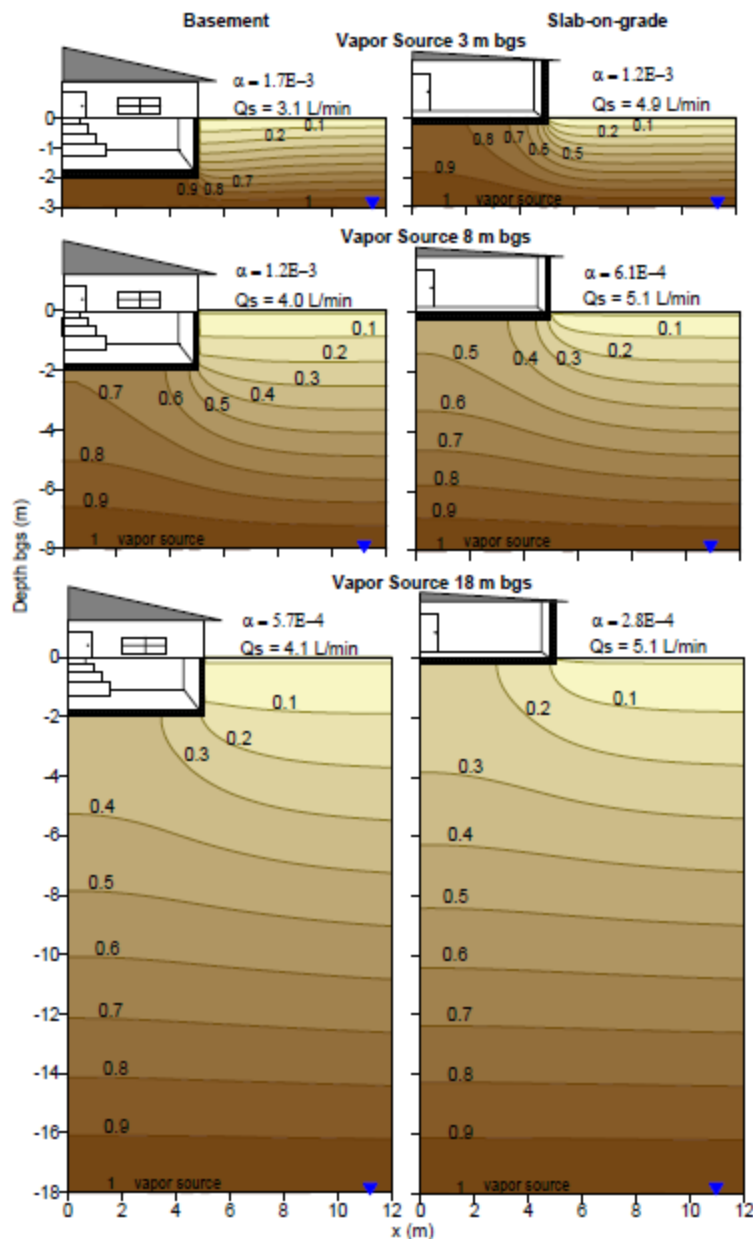 Basement Slab-on-grade
Vapor Source 3 m bgs
α = 1.7E–3 α = 1.2E–3
Qs = 3.1 L/min Qs = 4.9 L/min
0 0.1 0.1
0.2 0.8 0.7 0.6 0.5 0.2
-1
-2 0.9 0.8 0.7 0.9
-3 1 1 vapor source
Vapor Source 8 m bgs
α = 1.2E–3 α = 6.1E–4
Qs = 4.0 L/min Qs = 5.1 L/min
0 0.1 0.1
0.2 0.5 0.4 0.3 0.2
-2 0.3
0.7 0.6 0.5 0.4 0.6
-4
0.8 0.7
-6 0.8
0.9 0.9
-8 1 vapor source 1 vapor source
Depth bgs (m)
Vapor Source 18 m bgs
α = 5.7E–4 α = 2.8E–4
Qs = 4.1 L/min Qs = 5.1 L/min
0
0.1 0.2 0.1
-2
0.3 0.2
-4 0.3
0.4
-6 0.4
0.5 0.5
-8
0.6 0.6
-10
0.7 0.7
-12
0.8 0.8
-14
0.9 0.9
-16
-18 1 vapor source 1 vapor source
0 2 4 6 8 10 12 0 2 4 6 8 10 12
x (m)